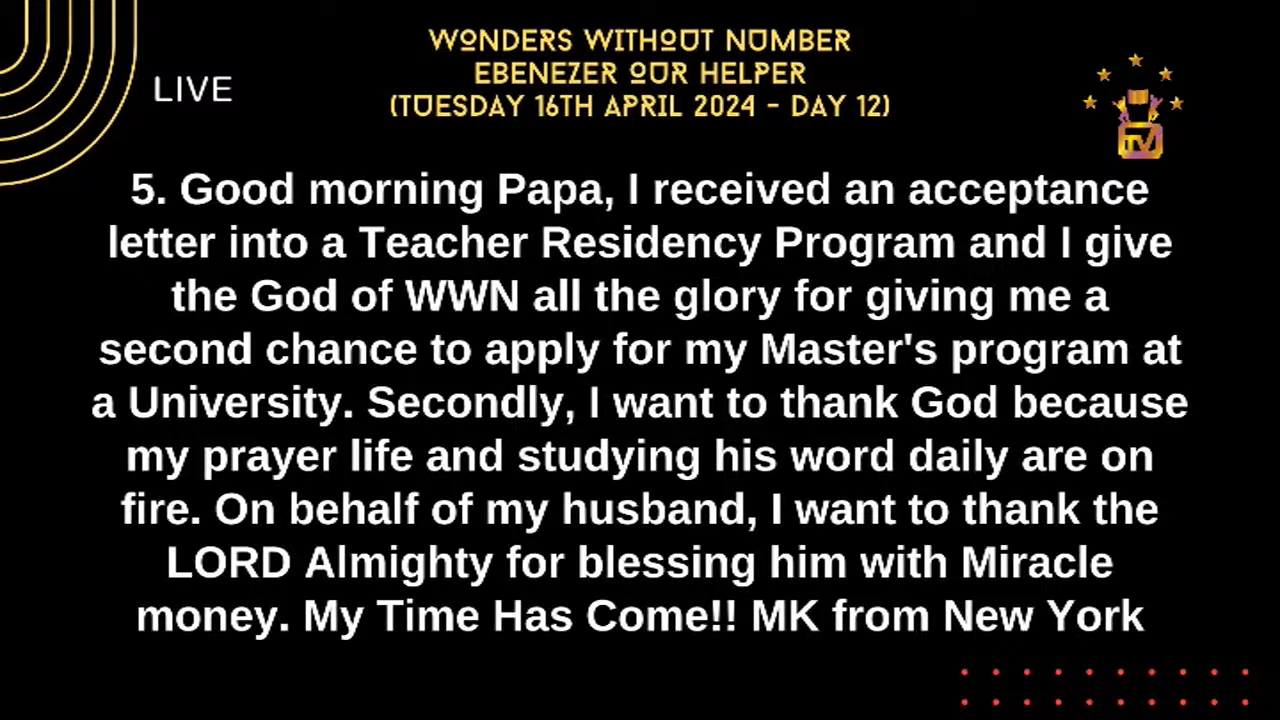 WONDERS WITHOUT NUMBER
EBENEZER OUR HELPER
(TUESDAY 16TH APRIL 2024 - DAY 12)
LIVE
TV
5. Good morning Papa, I received an acceptance
letter into a Teacher Residency Program and I give
the God of WWN all the glory for giving me a
second chance to apply for my Master's program at
a University. Secondly, I want to thank God because
my prayer life and studying his word daily are on
fire. On behalf of my husband, I want to thank the
LORD Almighty for blessing him with Miracle
money. My Time Has Come!! MK from New York